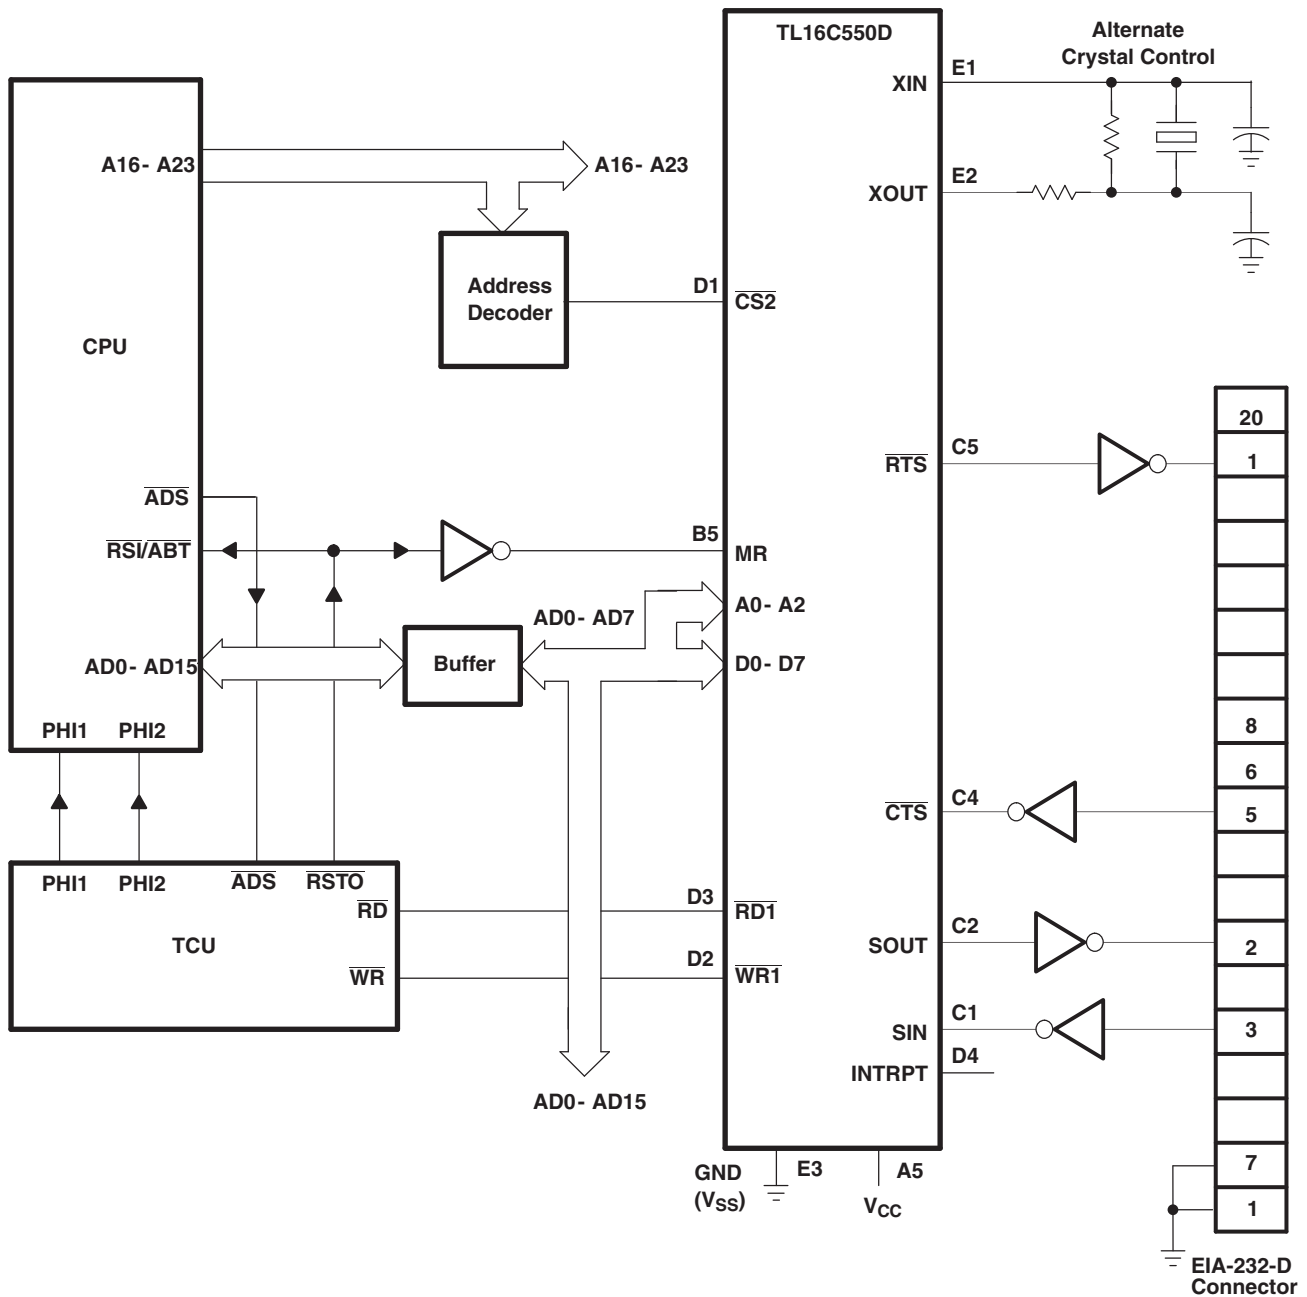 TL16C550D
Alternate
Crystal Control
XIN
E1
A16- A23
A16- A23
XOUT
E2
Address
Decoder
D1
CS2
CPU
20
RTS
C5
1
ADS
RSI/ABT
B5
MR
AD0- AD7
A0- A2
AD0- AD15
Buffer
D0- D7
PHI1
PHI2
8
6
CTS
C4
5
PHI1
PHI2
ADS
RSTO
RD
D3
RD1
TCU
SOUT
C2
2
WR
D2
WR1
SIN
C1
3
INTRPT
D4
AD0- AD15
GND
(VSS)
E3
A5
VCC
7
1
EIA-232-D
Connector